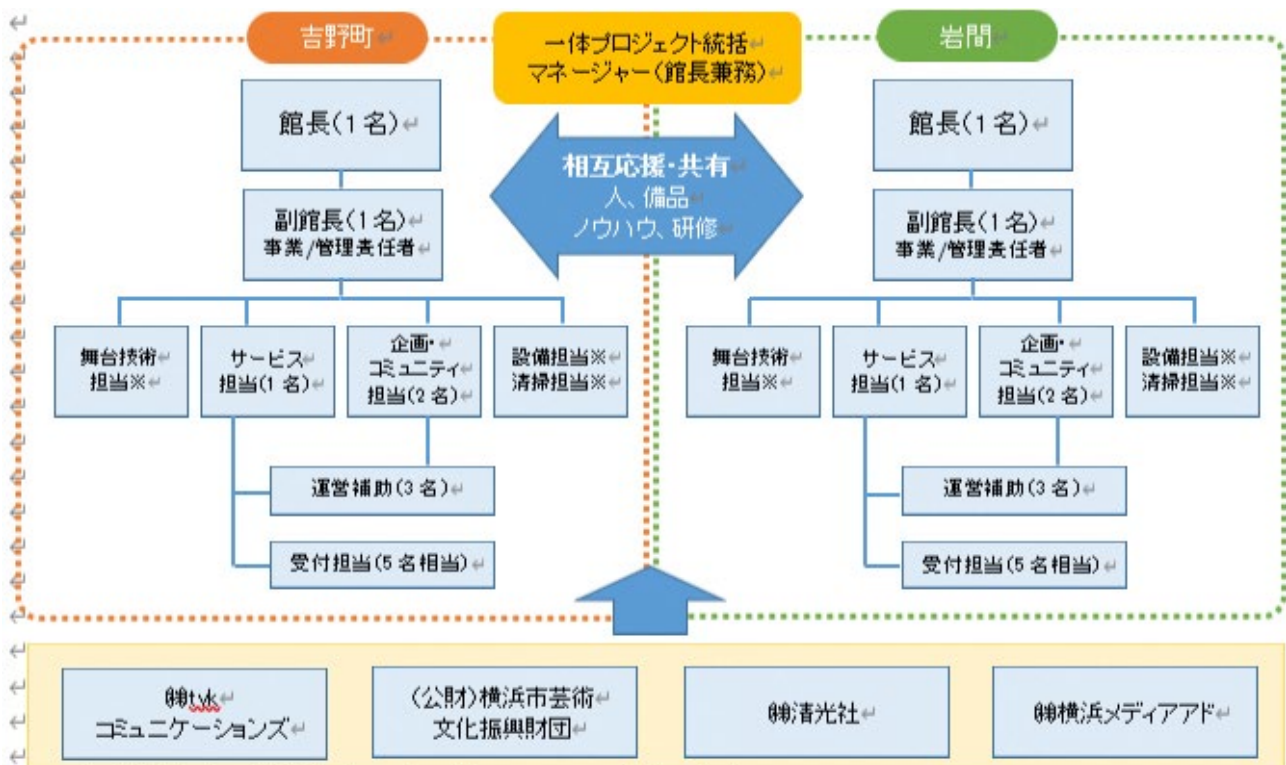 吉野町
一体プロジェクト統括
マネージャー(館長兼務)
岩間
館長(1名)
館長(1名)
相互応援・共有
人、備品
ノウハウ、研修
副館長(1名)
事業/管理責任者
副館長(1名)
事業/管理責任者
舞台技術
担当※
サービス
担当(1名)
企画・
コミュニティ
担当(2名)
設備担当※
清掃担当※
舞台技術
担当※
サービス
担当(1名)
企画・
コミュニティ
担当(2名)
設備担当※
清掃担当※
運営補助(3名)
運営補助(3名)
受付担当(5名相当)
受付担当(5名相当)
㈱tvk
コミュニケーションズ
(公財)横浜市芸術
文化振興財団
㈱清光社
㈱横浜メディアアド